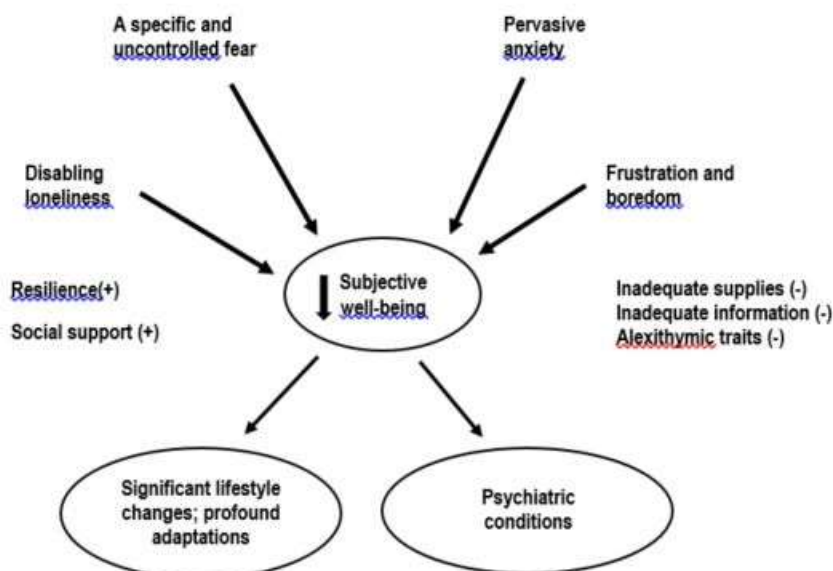 A specific and
uncontrolled fear
Pervasive
anxiety
Disabling
loneliness
Frustration and
boredom
Subjective
well-being
Resilience(+)
Social support (+)
Inadequate supplies (-)
Inadequate information (-)
Alexithymic traits (-)
Significant lifestyle
changes; profound
adaptations
Psychiatric
conditions